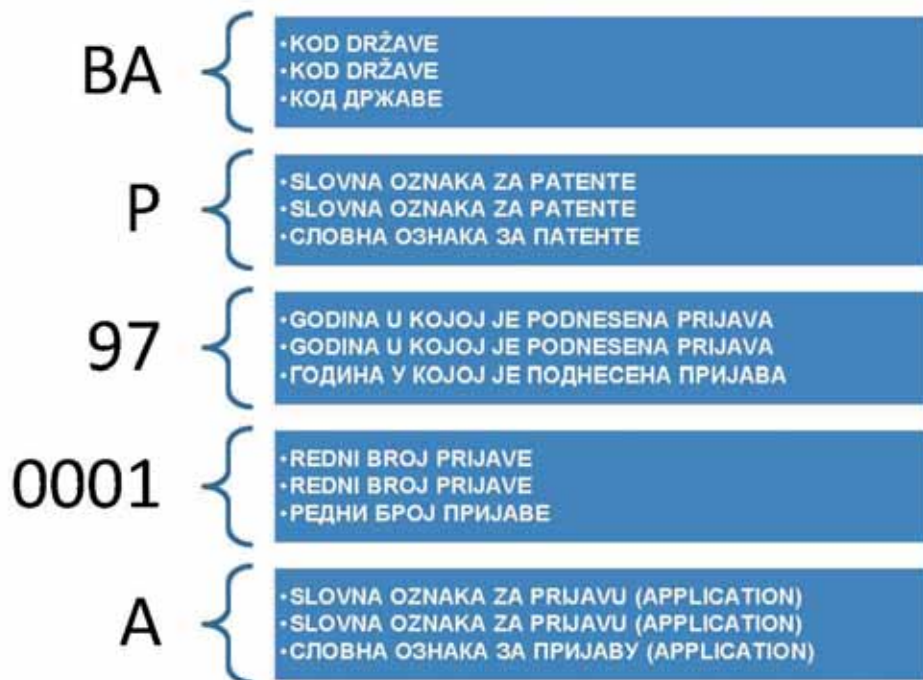 BA
•KOD DRŽAVE
•KOD DRŽAVE
•КОД ДРЖАВЕ
P
•SLOVNA OZNAKA ZA PATENTE
•SLOVNA OZNAKA ZA PATENTE
•СЛОВНА ОЗНАКА ЗА ПАТЕНТЕ
97
•GODINA U KOJOJ JE PODNESENA PRIJAVA
•GODINA U KOJOJ JE PODNESENA PRIJAVA
•ГОДИНА У КОЈОЈ ЈЕ ПОДНЕСЕНА ПРИЈАВА
0001
•REDNI BROJ PRIJAVE
•REDNI BROJ PRIJAVE
•РЕДНИ БРОЈ ПРИЈАВЕ
A
•SLOVNA OZNAKA ZA PRIJAVU (APPLICATION)
•SLOVNA OZNAKA ZA PRIJAVU (APPLICATION)
•СЛОВНА ОЗНАКА ЗА ПРИЈАВУ (APPLICATION)